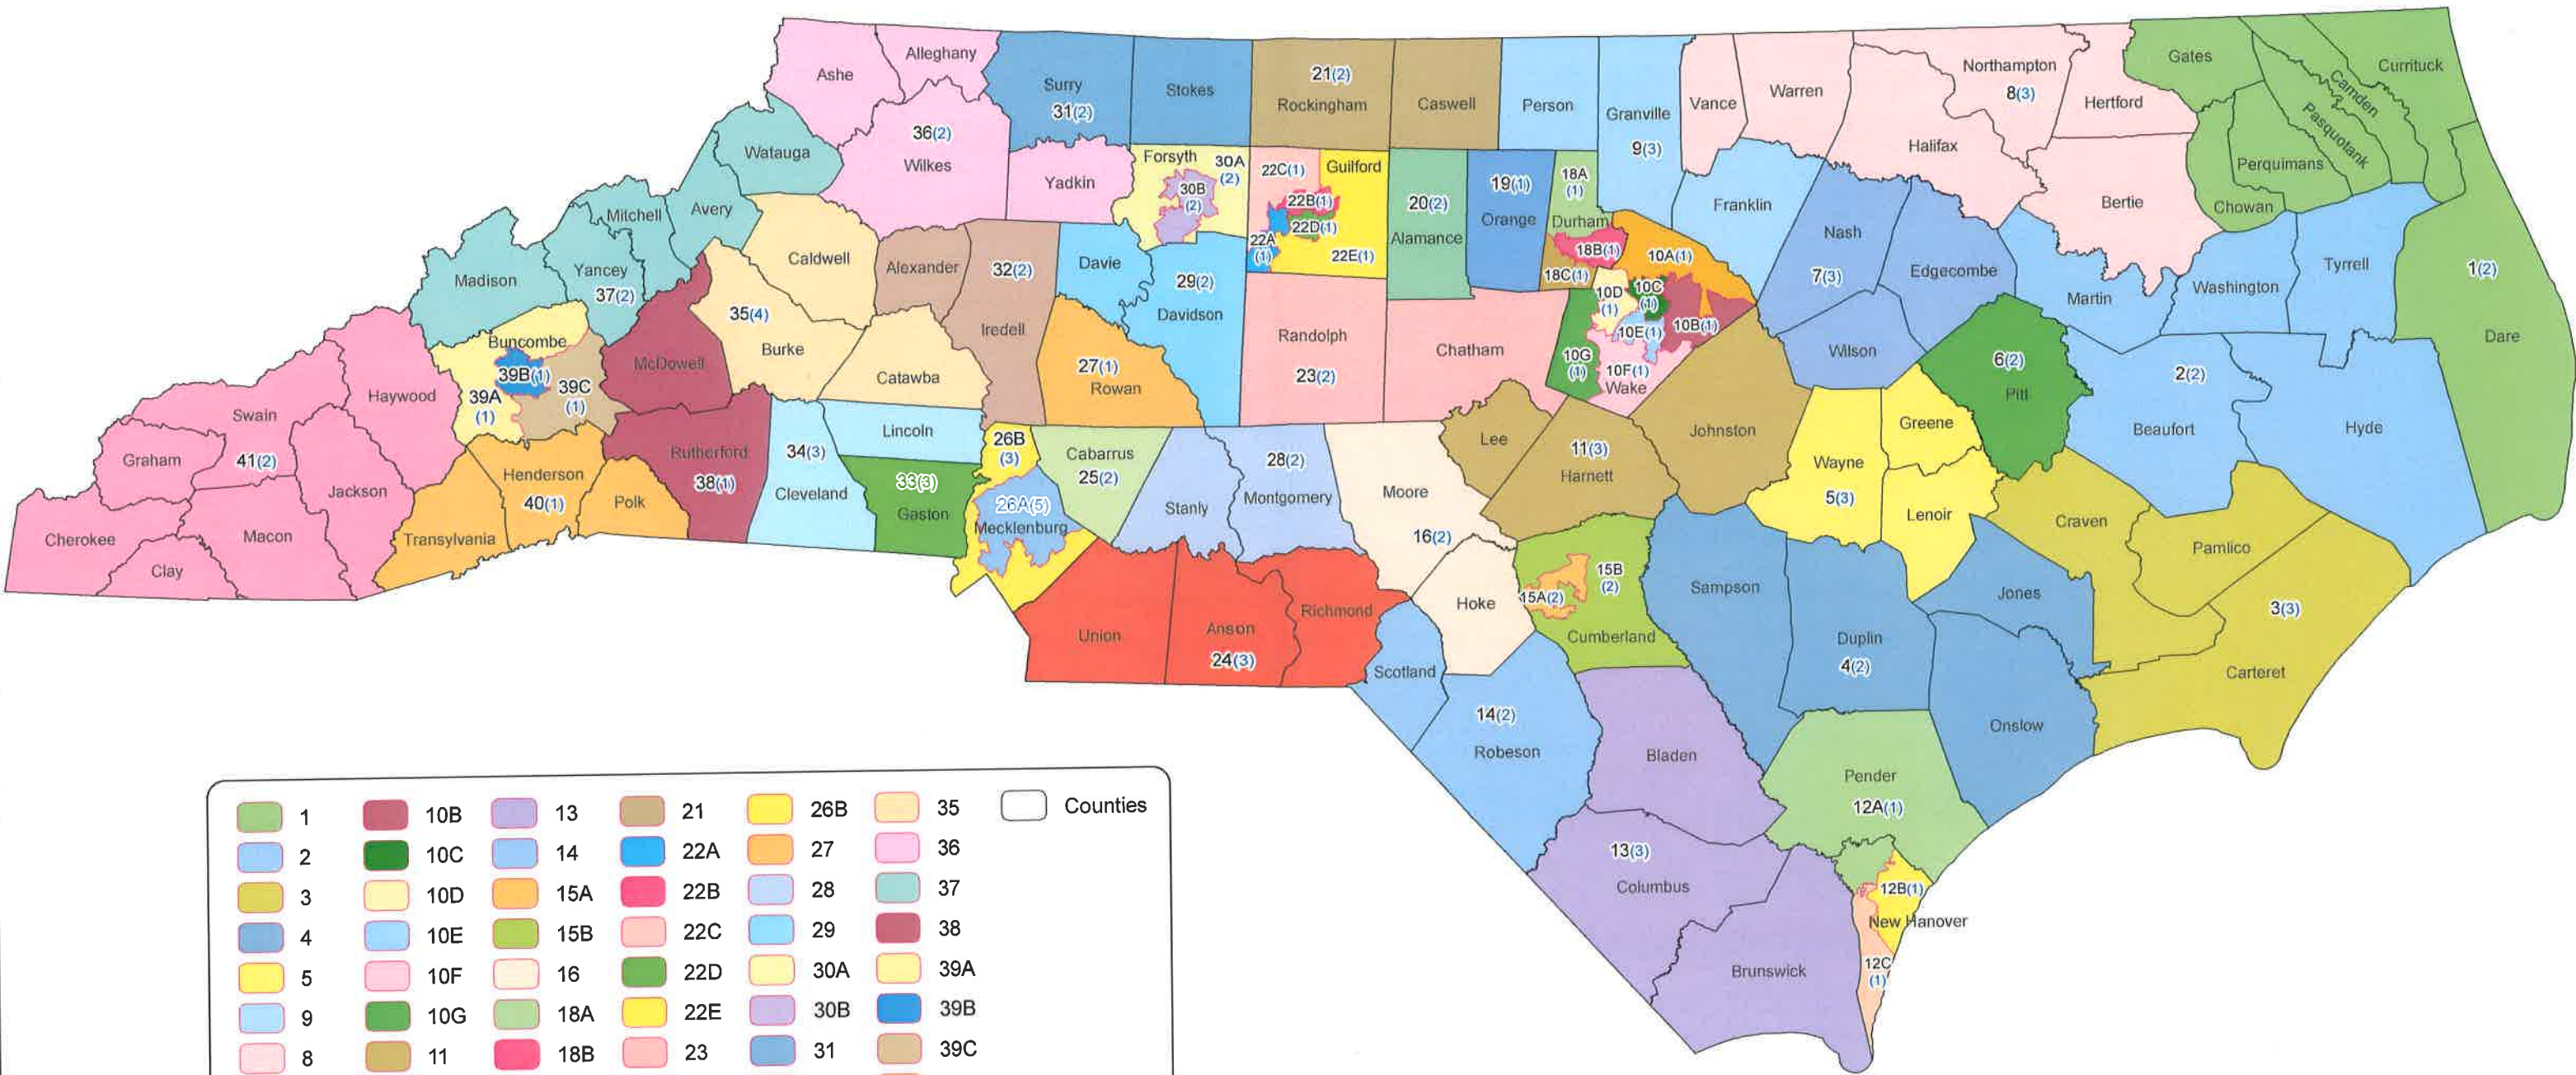 Ashe
Alleghany
Surry
31(2)
Stokes
21(2)
Rockingham
Caswell
Person
Granville
9(3)
Vance
Warren
Northampton
8(3)
Halifax
Hertford
Gates
Currituck
Camden
Pasquotank
Perquimans
Chowan
Bertie
Watauga
36(2)
Wilkes
Yadkin
Forsyth
30A
(2)
30B
(2)
22C(1)
Guilford
22B(1)
22D(1)
22A
(1)
22E(1)
20(2)
Alamance
19(1)
Orange
18A
(1)
Durham
18B(1)
18C(1)
Franklin
Nash
7(3)
Edgecombe
Wilson
Martin
Washington
Tyrrell
1(2)
Dare
Mitchell
Avery
Madison
Yancey
37(2)
Caldwell
Alexander
32(2)
Iredell
Davie
29(2)
Davidson
10A(1)
10D
(1)
10C
(1)
10E(1)
10B(1)
10G
(1)
10F(1)
Wake
Buncombe
39B(1)
39A
(1)
39C
(1)
McDowell
35(4)
Burke
Catawba
27(1)
Rowan
Randolph
23(2)
Chatham
Lee
11(3)
Harnett
Johnston
Wayne
5(3)
Greene
Lenoir
6(2)
Pitt
2(2)
Beaufort
Hyde
Haywood
Swain
41(2)
Graham
Jackson
Cherokee
Macon
Clay
Henderson
40(1)
Transylvania
Polk
Rutherford
38(1)
34(3)
Cleveland
Lincoln
33(3)
Gaston
26B
(3)
26A(5)
Mecklenburg
Cabarrus
25(2)
Stanly
28(2)
Montgomery
Moore
16(2)
Hoke
15A(2)
15B
(2)
Cumberland
Sampson
Duplin
4(2)
Jones
Craven
Pamlico
3(3)
Carteret
Onslow
Union
Anson
24(3)
Richmond
Scotland
14(2)
Robeson
Bladen
Pender
12A(1)
13(3)
Columbus
Brunswick
12B(1)
New Hanover
12C
(1)
1 10B 13 21 26B 35 Counties
2 10C 14 22A 27 36
3 10D 15A 22B 28 37
4 10E 15B 22C 29 38
5 10F 16 22D 30A 39A
9 10G 18A 22E 30B 39B
8 11 18B 23 31 39C